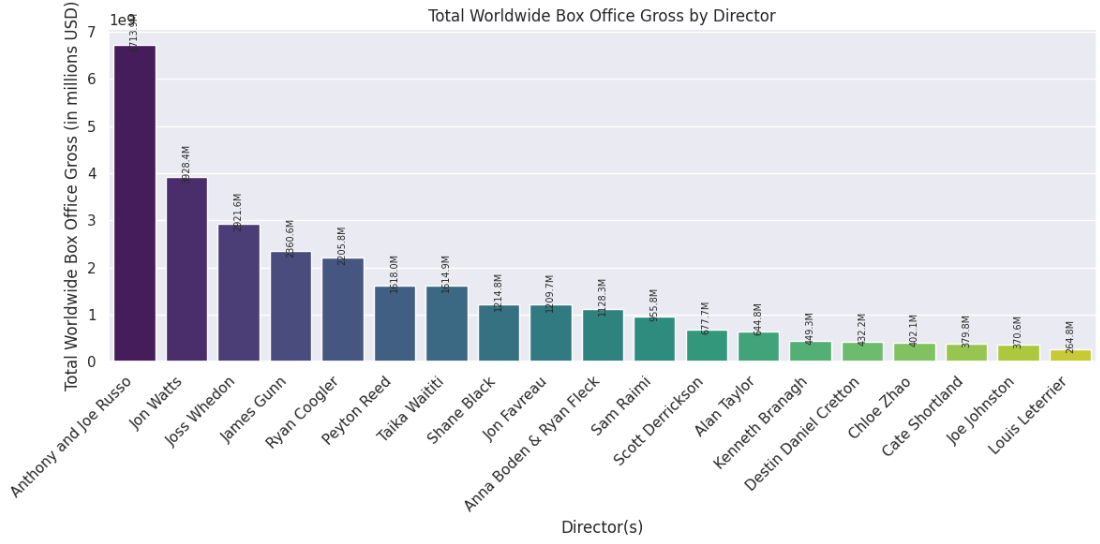 Total Worldwide Box Office Gross by Director
1e9
Total Worldwide Box Office Gross (in millions USD)
7
6
5
4
3
2
1
0
6713.9M
3928.4M
2921.6M
2360.6M
2205.8M
1618.0M
1614.9M
1214.8M
1209.7M
1128.3M
955.8M
677.7M
644.8M
449.3M
432.2M
402.1M
379.8M
370.6M
264.8M
Anthony and Joe Russo
Jon Watts
Joss Whedon
James Gunn
Ryan Coogler
Peyton Reed
Taika Waititi
Shane Black
Jon Favreau
Anna Boden & Ryan Fleck
Sam Raimi
Scott Derrickson
Alan Taylor
Kenneth Branagh
Destin Daniel Cretton
Chloe Zhao
Cate Shortland
Joe Johnston
Louis Leterrier
Director(s)